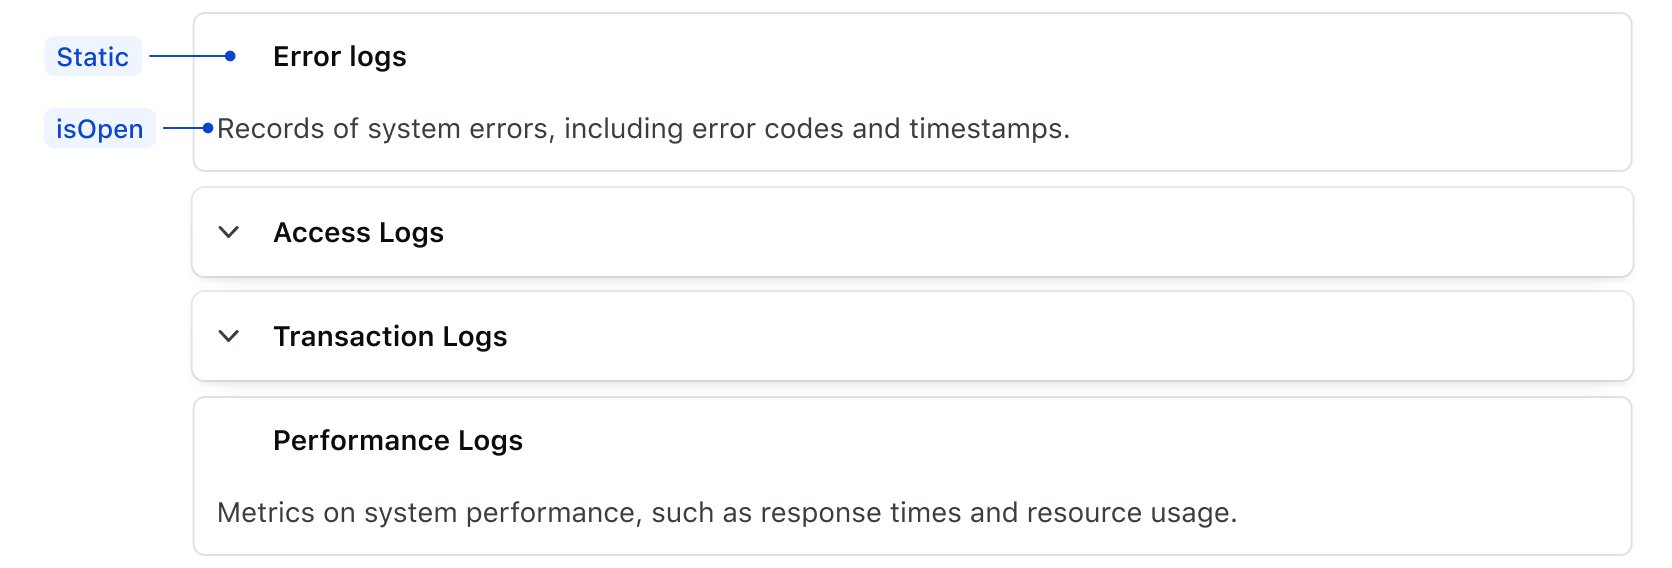 Static
Error logs
isOpen
Records of system errors, including error codes and timestamps.
Access Logs
Transaction Logs
Performance Logs
Metrics on system performance, such as response times and resource usage.